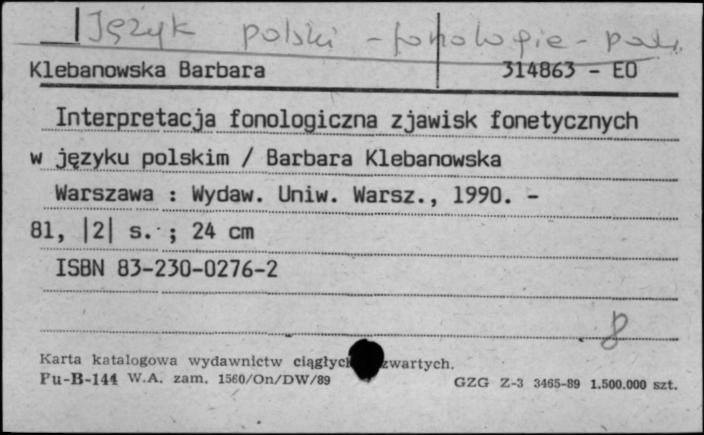 Język polski - fonologie -
Klebanowska Barbara 314863 - EO
Interpretacja fonologiczna zjawisk fonetycznych
w języku polskim / Barbara Klebanowska
Warszawa : Wydaw. Uniw. Warsz., 1990. -
81, |2| s. ; 24 cm
ISBN 83-230-0276-2
8
Karta katalogowa wydawnictw ciągłych zwartych.
Pu-B-144 W.A. zam. 1560/On/DW/89 GZG Z-3 3465-89 1.500.000 szt.